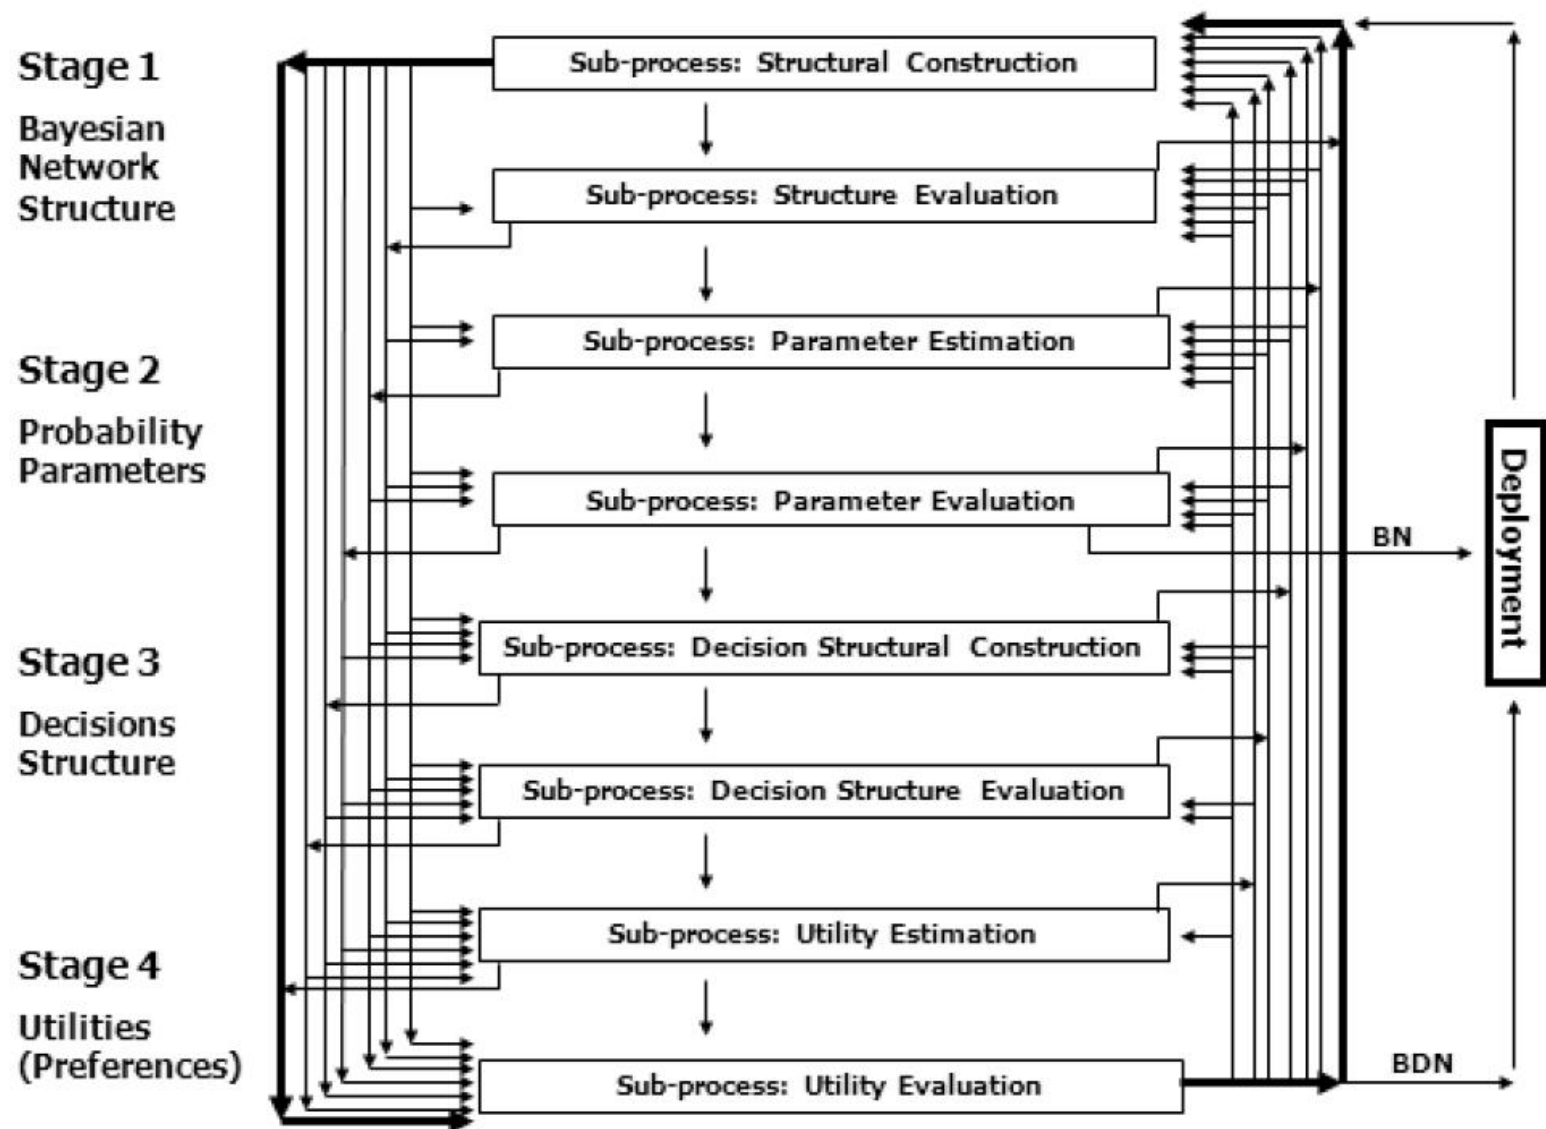 Stage 1
Bayesian
Network
Structure
Sub-process: Structural Construction
Sub-process: Structure Evaluation
Stage 2
Probability
Parameters
Sub-process: Parameter Estimation
Sub-process: Parameter Evaluation
BN
Deployment
Stage 3
Decisions
Structure
Sub-process: Decision Structural Construction
Sub-process: Decision Structure Evaluation
Stage 4
Utilities
(Preferences)
Sub-process: Utility Estimation
Sub-process: Utility Evaluation
BDN